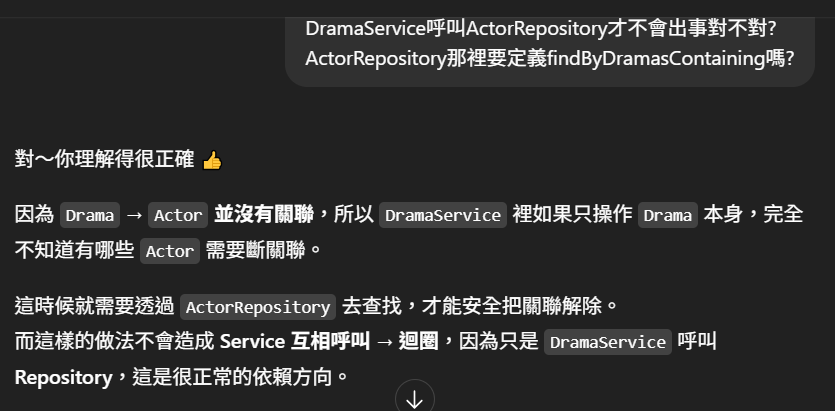 DramaService呼叫ActorRepository才不會出事對不對?
ActorRepository那裡要定義findByDramasContaining嗎?
對～你理解得很正確 👍
因為 Drama → Actor 並沒有關聯，所以 DramaService 裡如果只操作 Drama 本身，完全
不知道有哪些 Actor 需要斷關聯。
這時候就需要透過 ActorRepository 去查找，才能安全把關聯解除。
而這樣的做法不會造成 Service 互相呼叫 → 迴圈，因為只是 DramaService 呼叫
Repository，這是很正常的依賴方向。